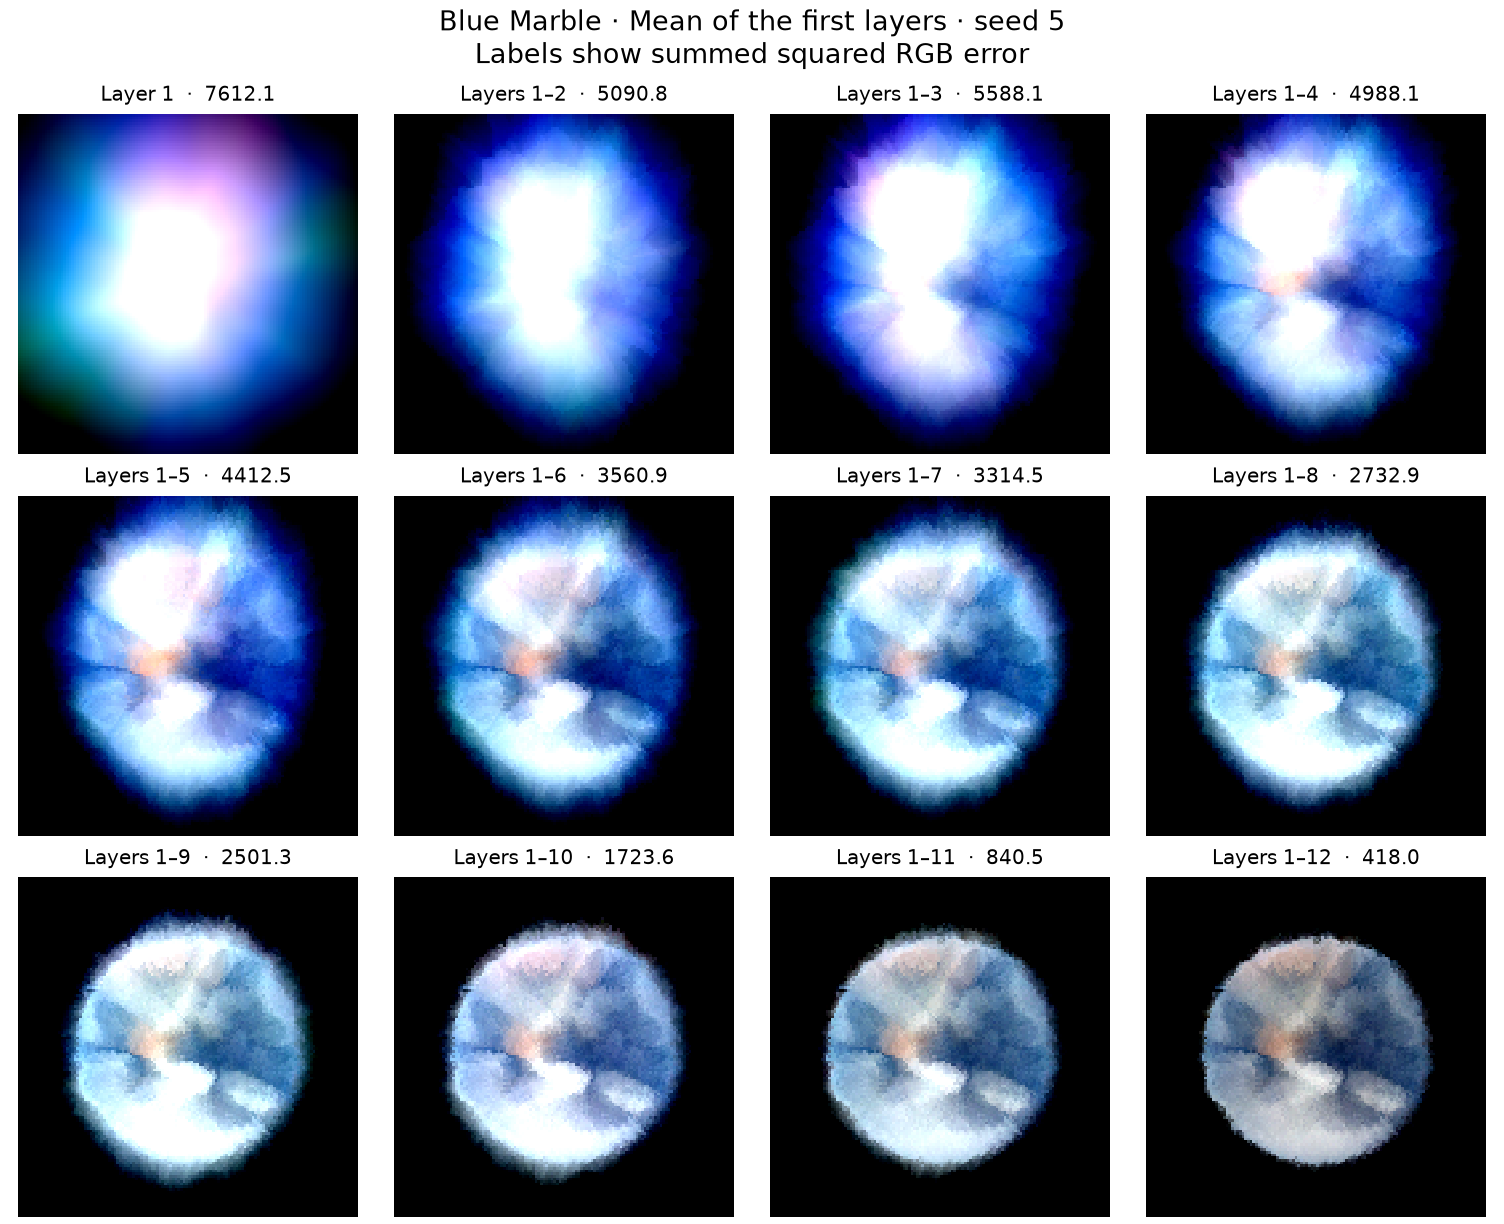 Blue Marble · Mean of the first layers · seed 5
Labels show summed squared RGB error
Layer 1 · 7612.1
Layers 1–2 · 5090.8
Layers 1–3 · 5588.1
Layers 1–4 · 4988.1
Layers 1–5 · 4412.5
Layers 1–6 · 3560.9
Layers 1–7 · 3314.5
Layers 1–8 · 2732.9
Layers 1–9 · 2501.3
Layers 1–10 · 1723.6
Layers 1–11 · 840.5
Layers 1–12 · 418.0